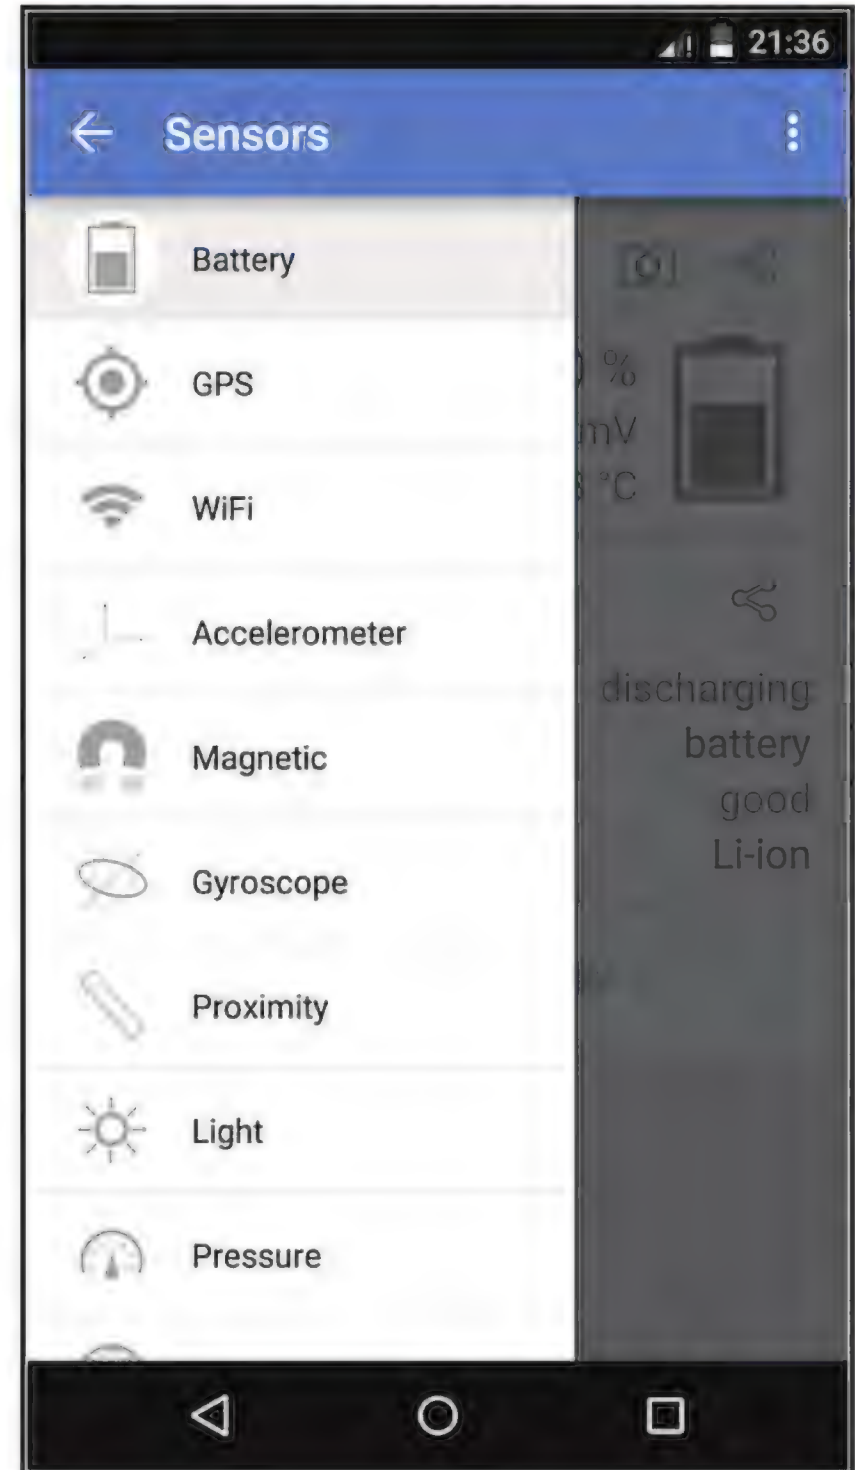 21:36
Sensors
Battery
GPS
%
WiFi
mV
°C
Accelerometer
discharging
Magnetic
battery
good
Li-ion
Gyroscope
Proximity
Light
Pressure